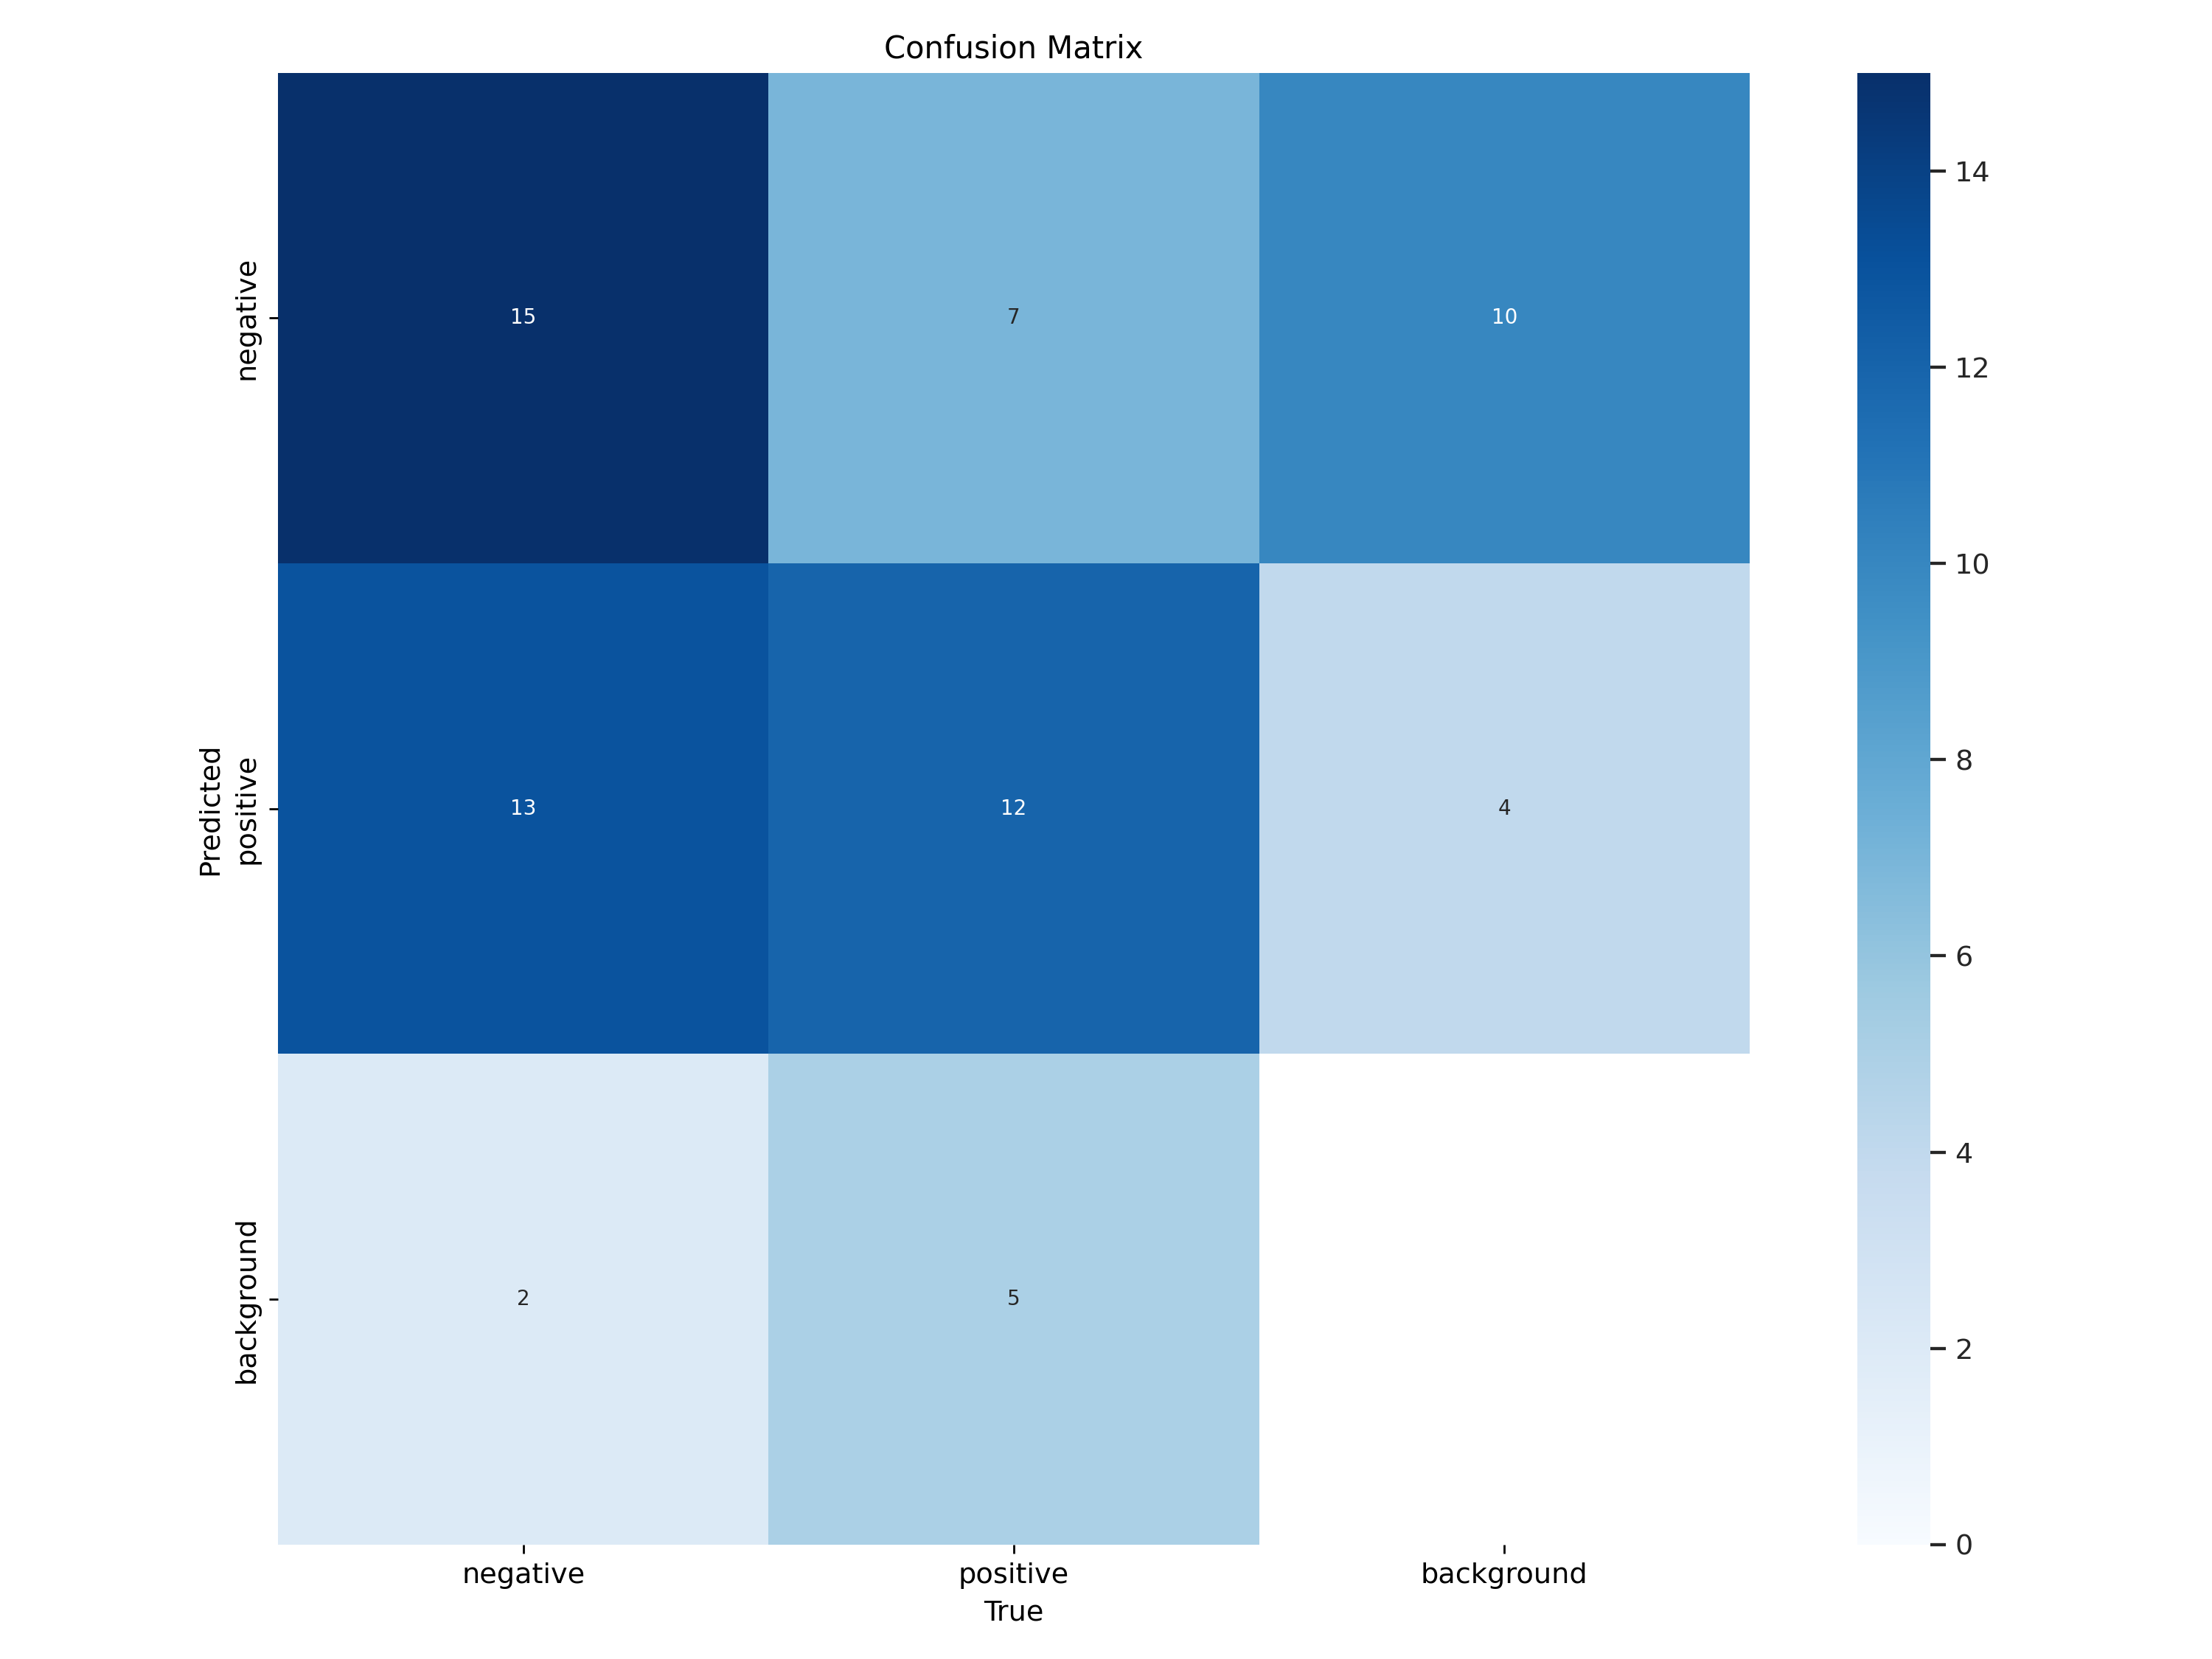 Confusion Matrix
negative
15
7
10
14
12
10
8
6
4
2
0
Predicted
positive
13
12
4
background
2
5
negative
positive
background
True